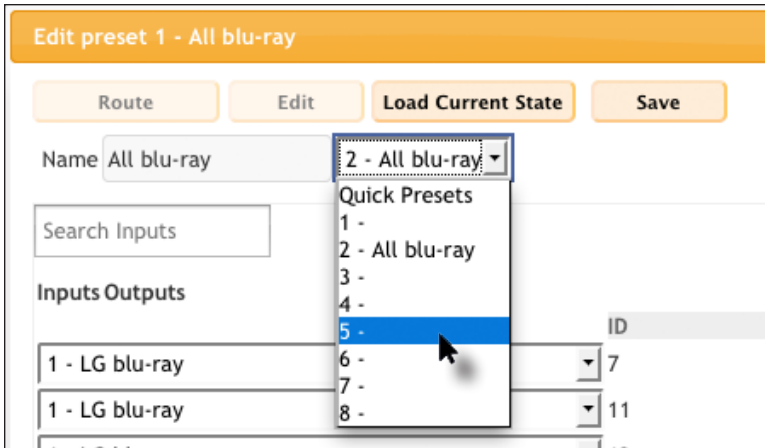 Edit preset 1 - All blu-ray
Route Edit Load Current State Save
Name All blu-ray 2 - All blu-ray
Quick Presets
1 -
2 - All blu-ray
3 -
4 -
5 -
6 -
7 -
8 -
Search Inputs
Inputs Outputs
ID
1 - LG blu-ray 7
1 - LG blu-ray 11